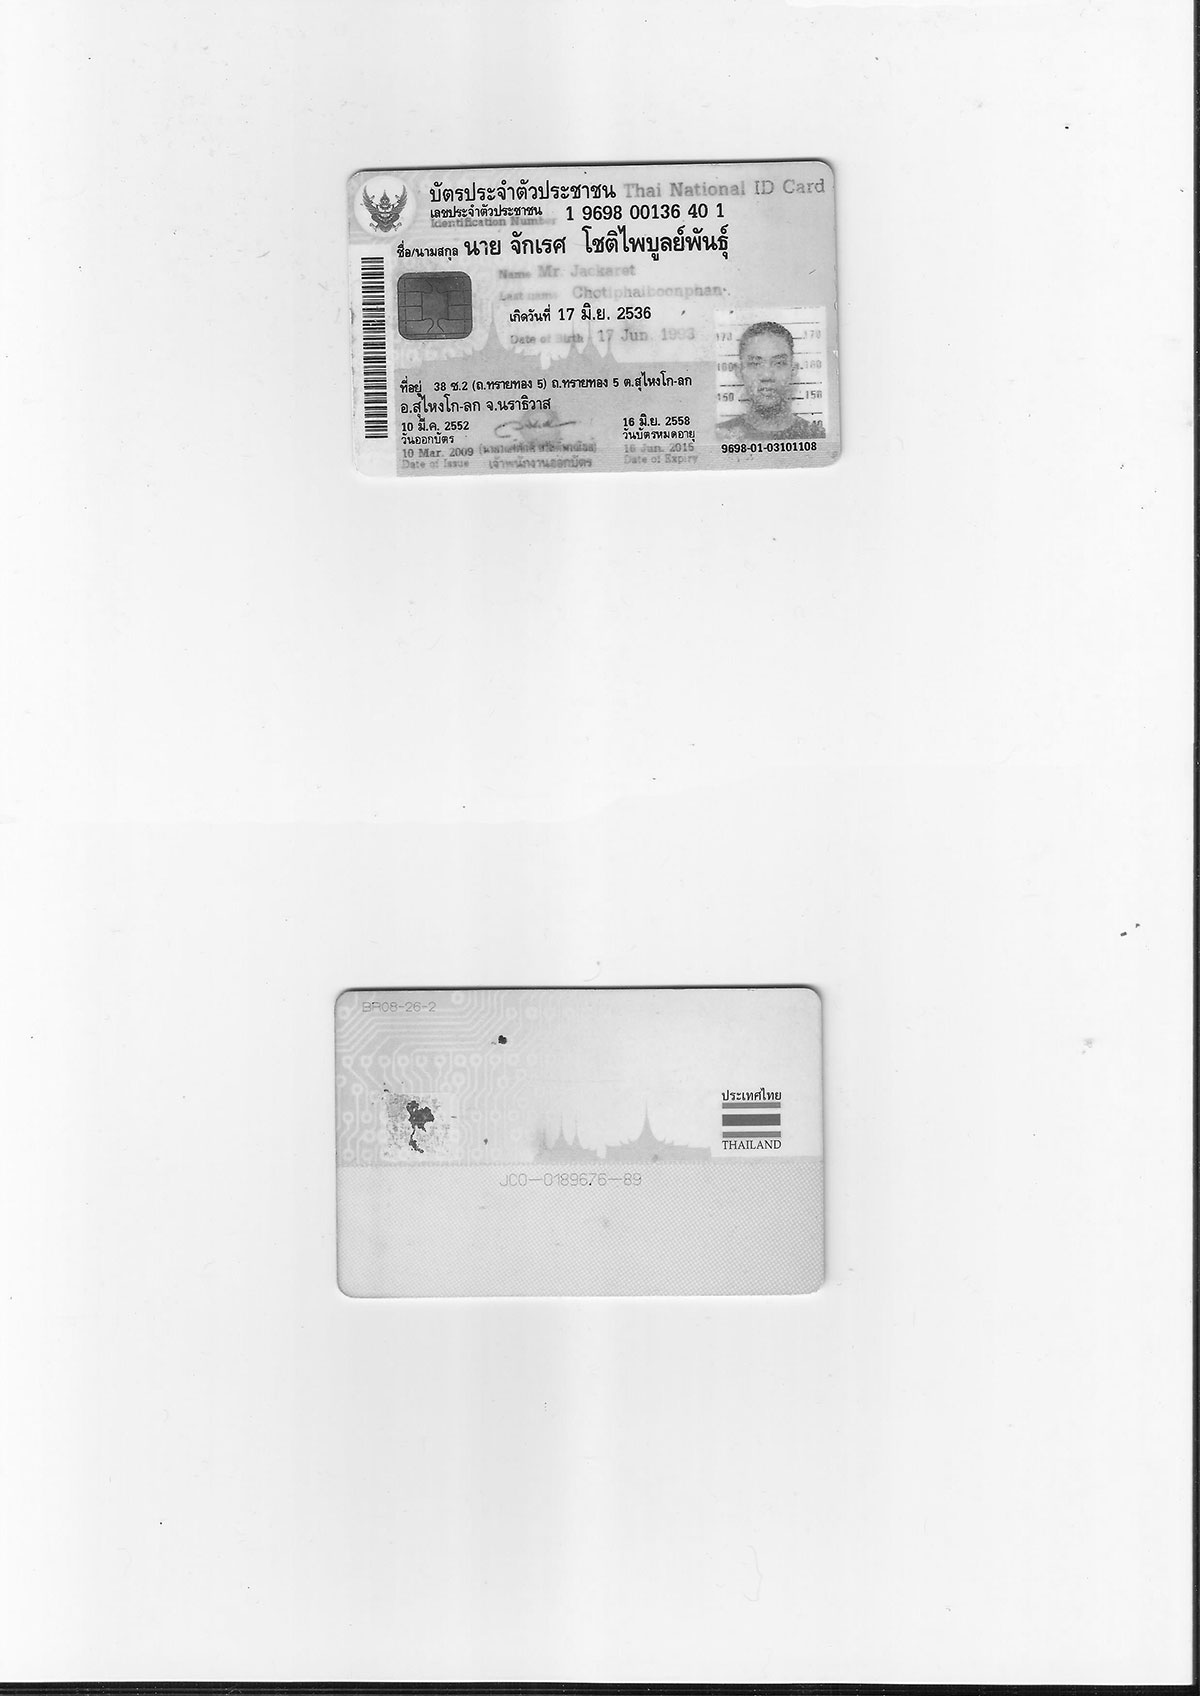 บัตรประจำตัวประชาชน Thai National ID Card
เลขประจำตัวประชาชน 1 9698 00136 40 1
Identification Number
ชื่อ/นามสกุล นาย จักเรศ โชติไพบูลย์พันธุ์
Name Mr. Jackaret
Last name Chotiphaiboonphan
เกิดวันที่ 17 มิ.ย. 2536
Date of Birth 17 Jun. 1993
170 170
160 160
150 150
ที่อยู่ 38 ซ.2 (ถ.ทรายทอง 5) ถ.ทรายทอง 5 ต.สุไหงโก-ลก
อ.สุไหงโก-ลก จ.นราธิวาส
10 มี.ค. 2552
วันออกบัตร
10 Mar. 2009
Date of Issue
เจ้าพนักงานออกบัตร
16 มิ.ย. 2558
วันบัตรหมดอายุ
16 Jun. 2015
Date of Expiry
9698-01-03101108
BR08-26-2
ประเทศไทย
THAILAND
JC0-0189676-89